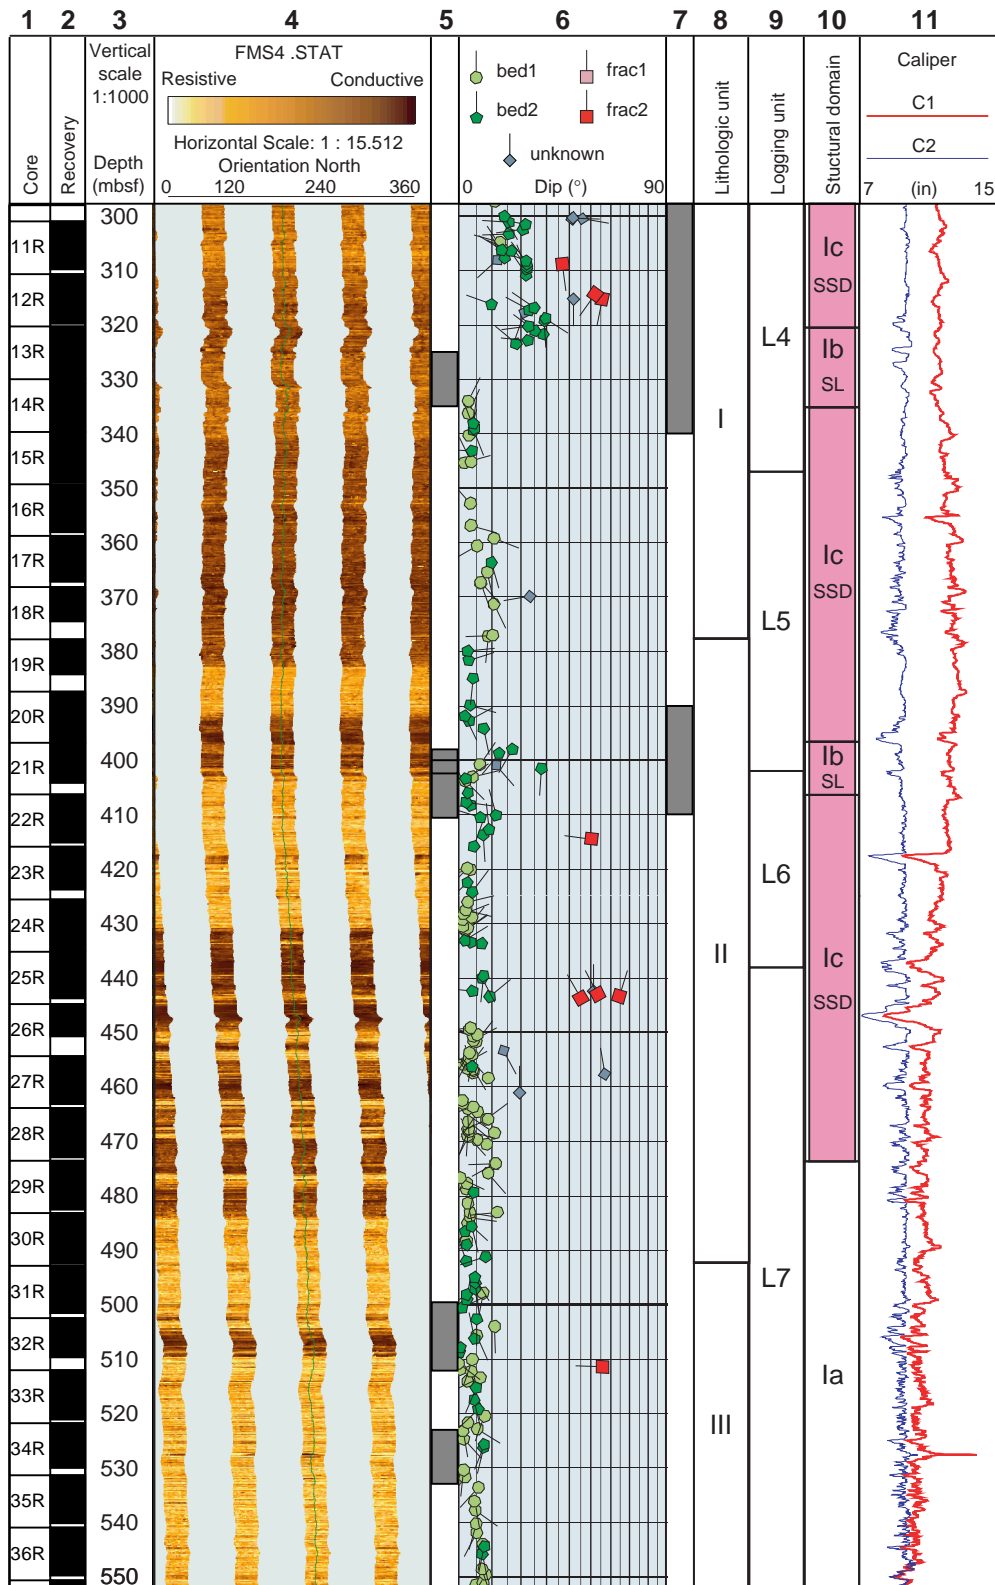 1 2 3 4 5 6 7 8 9 10 11
Core
Recovery
Vertical
scale
1:1000
Depth
(mbsf)
FMS4 .STAT
Resistive Conductive
Horizontal Scale: 1 : 15.512
Orientation North
0 120 240 360
bed1 frac1
bed2 frac2
unknown
0 Dip (°) 90
Lithologic unit
Logging unit
Stuctural domain
Caliper
C1
C2
7 (in) 15
11R
12R
13R
14R
15R
16R
17R
18R
19R
20R
21R
22R
23R
24R
25R
26R
27R
28R
29R
30R
31R
32R
33R
34R
35R
36R
300
310
320
330
340
350
360
370
380
390
400
410
420
430
440
450
460
470
480
490
500
510
520
530
540
550
I
II
III
L4
L5
L6
L7
Ic
SSD
Ib
SL
Ic
SSD
Ib
SL
Ic
SSD
Ia